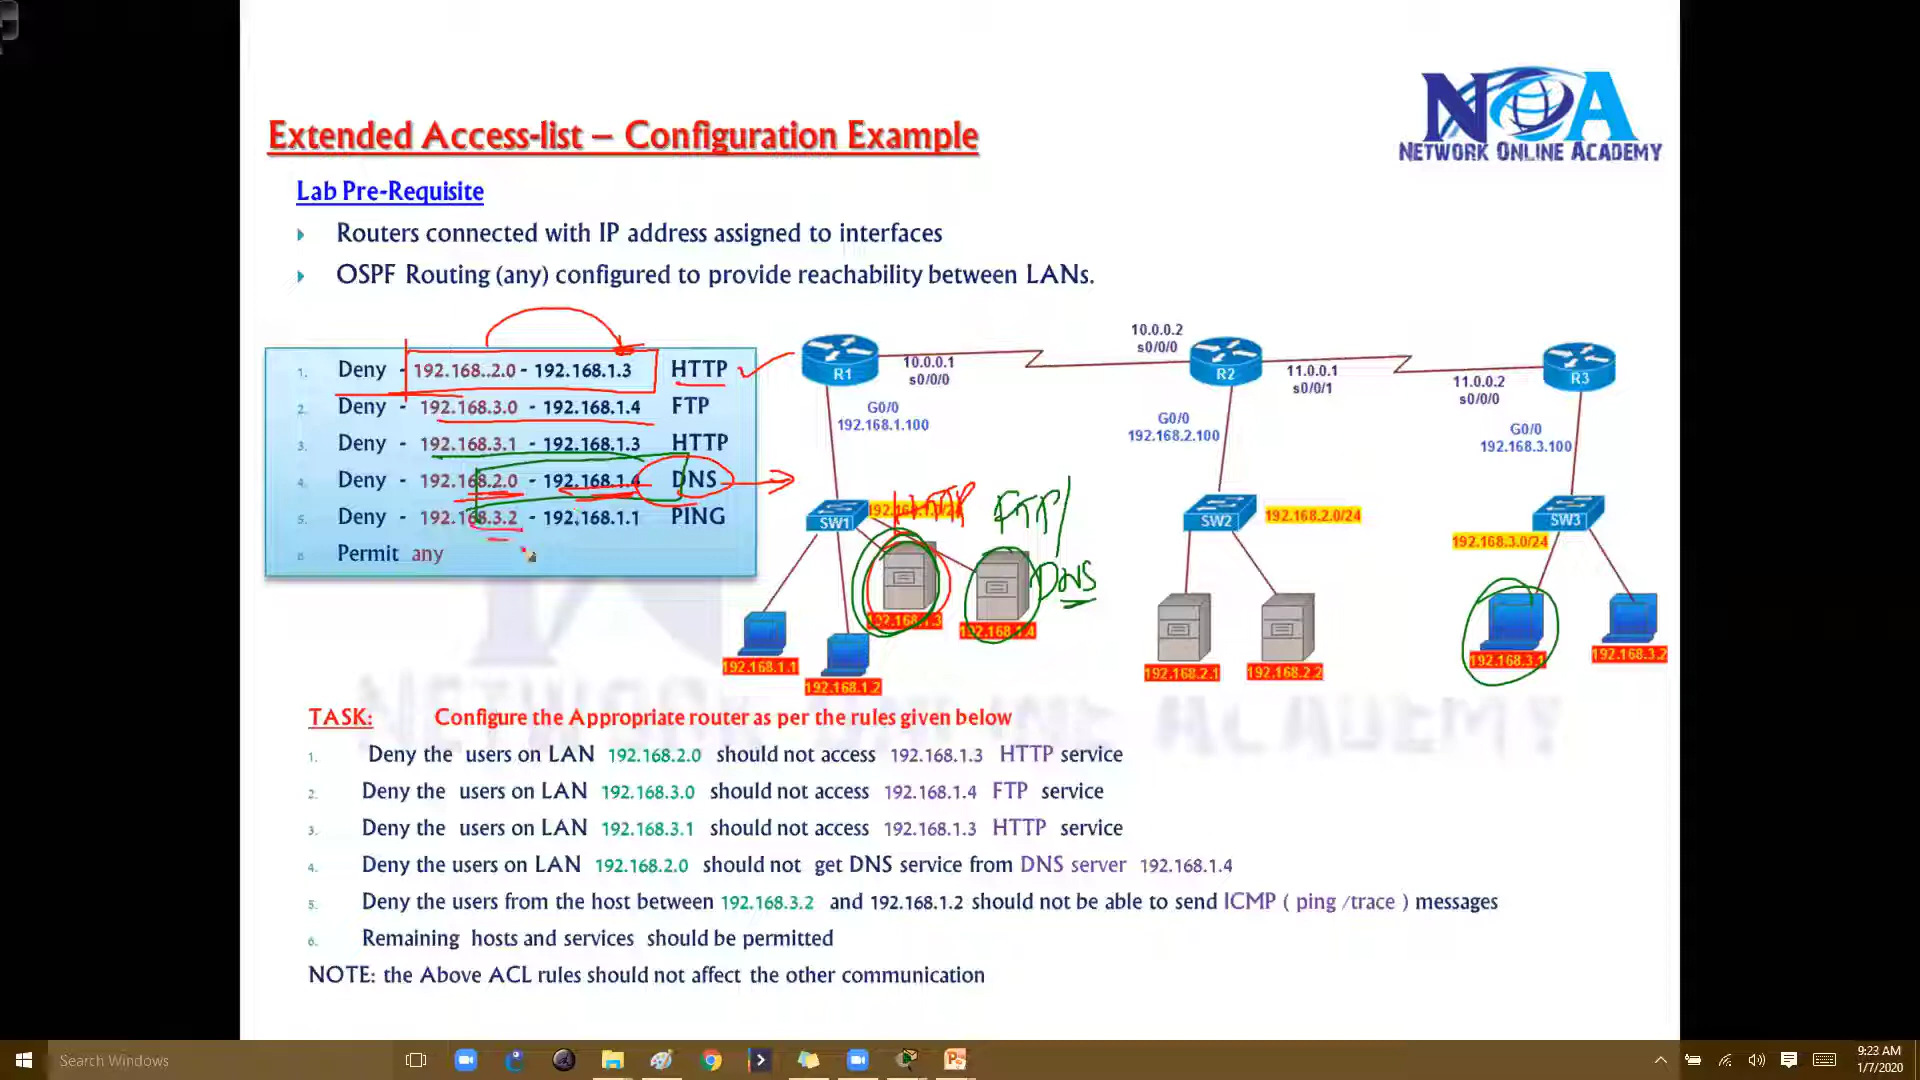 NOA
NETWORK ONLINE ACADEMY
Extended Access-list – Configuration Example
Lab Pre-Requisite
Routers connected with IP address assigned to interfaces
OSPF Routing (any) configured to provide reachability between LANs.
1. Deny - 192.168..2.0 - 192.168.1.3 HTTP
2. Deny - 192.168.3.0 - 192.168.1.4 FTP
3. Deny - 192.168.3.1 - 192.168.1.3 HTTP
4. Deny - 192.168.2.0 - 192.168.1.4 DNS
5. Deny - 192.168.3.2 - 192.168.1.1 PING
6. Permit any
R1
10.0.0.1
s0/0/0
10.0.0.2
s0/0/0
R2
11.0.0.1
s0/0/1
11.0.0.2
s0/0/0
R3
G0/0
192.168.1.100
G0/0
192.168.2.100
G0/0
192.168.3.100
SW1
HTTP
FTP/
DNS
SW2
192.168.2.0/24
SW3
192.168.3.0/24
192.168.1.1
192.168.1.2
192.168.1.3
192.168.1.4
192.168.2.1
192.168.2.2
192.168.3.1
192.168.3.2
NETWORK ONLINE ACADEMY
TASK: Configure the Appropriate router as per the rules given below
1. Deny the users on LAN 192.168.2.0 should not access 192.168.1.3 HTTP service
2. Deny the users on LAN 192.168.3.0 should not access 192.168.1.4 FTP service
3. Deny the users on LAN 192.168.3.1 should not access 192.168.1.3 HTTP service
4. Deny the users on LAN 192.168.2.0 should not get DNS service from DNS server 192.168.1.4
5. Deny the users from the host between 192.168.3.2 and 192.168.1.2 should not be able to send ICMP ( ping /trace ) messages
6. Remaining hosts and services should be permitted
NOTE: the Above ACL rules should not affect the other communication
Search Windows
9:23 AM
1/7/2020